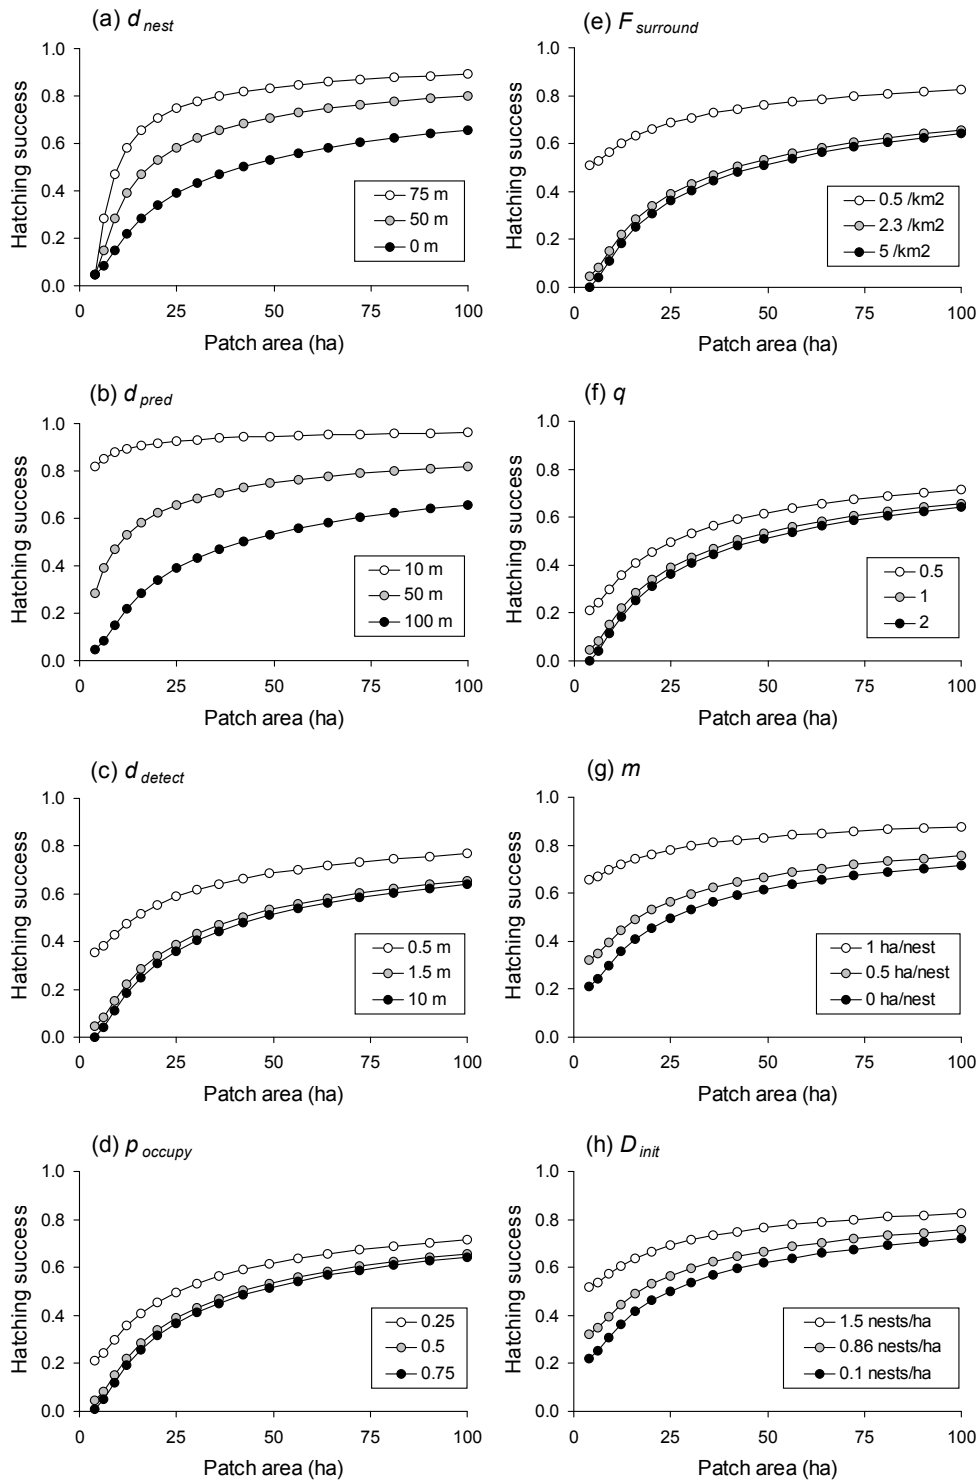 (a) d nest
Hatching success
1.0
0.8
0.6
0.4
0.2
0.0
75 m
50 m
0 m
0 25 50 75 100
Patch area (ha)
(b) d pred
Hatching success
1.0
0.8
0.6
0.4
0.2
0.0
10 m
50 m
100 m
0 25 50 75 100
Patch area (ha)
(c) d detect
Hatching success
1.0
0.8
0.6
0.4
0.2
0.0
0.5 m
1.5 m
10 m
0 25 50 75 100
Patch area (ha)
(d) p occupy
Hatching success
1.0
0.8
0.6
0.4
0.2
0.0
0.25
0.5
0.75
0 25 50 75 100
Patch area (ha)
(e) F surround
Hatching success
1.0
0.8
0.6
0.4
0.2
0.0
0.5 /km2
2.3 /km2
5 /km2
0 25 50 75 100
Patch area (ha)
(f) q
Hatching success
1.0
0.8
0.6
0.4
0.2
0.0
0.5
1
2
0 25 50 75 100
Patch area (ha)
(g) m
Hatching success
1.0
0.8
0.6
0.4
0.2
0.0
1 ha/nest
0.5 ha/nest
0 ha/nest
0 25 50 75 100
Patch area (ha)
(h) D init
Hatching success
1.0
0.8
0.6
0.4
0.2
0.0
1.5 nests/ha
0.86 nests/ha
0.1 nests/ha
0 25 50 75 100
Patch area (ha)